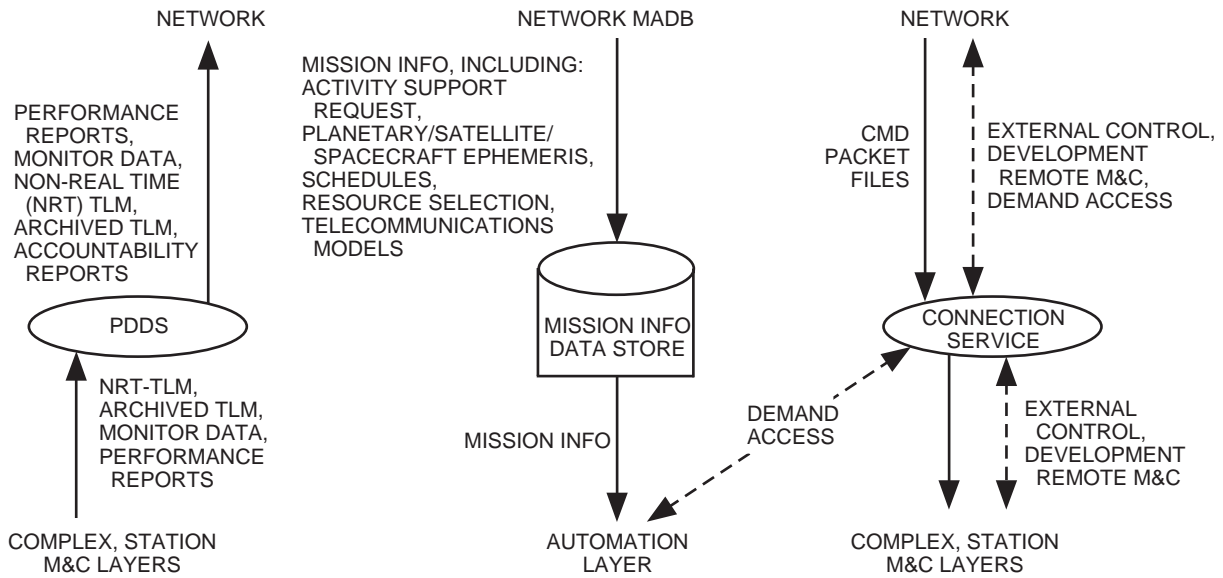 NETWORK
PERFORMANCE
REPORTS,
MONITOR DATA,
NON-REAL TIME
(NRT) TLM,
ARCHIVED TLM,
ACCOUNTABILITY
REPORTS
PDDS
NRT-TLM,
ARCHIVED TLM,
MONITOR DATA,
PERFORMANCE
REPORTS
COMPLEX, STATION
M&C LAYERS
NETWORK MADB
MISSION INFO, INCLUDING:
ACTIVITY SUPPORT
REQUEST,
PLANETARY/SATELLITE/
SPACECRAFT EPHEMERIS,
SCHEDULES,
RESOURCE SELECTION,
TELECOMMUNICATIONS
MODELS
MISSION INFO
DATA STORE
MISSION INFO
AUTOMATION
LAYER
DEMAND
ACCESS
NETWORK
CMD
PACKET
FILES
EXTERNAL CONTROL,
DEVELOPMENT
REMOTE M&C,
DEMAND ACCESS
CONNECTION
SERVICE
EXTERNAL
CONTROL,
DEVELOPMENT
REMOTE M&C
COMPLEX, STATION
M&C LAYERS